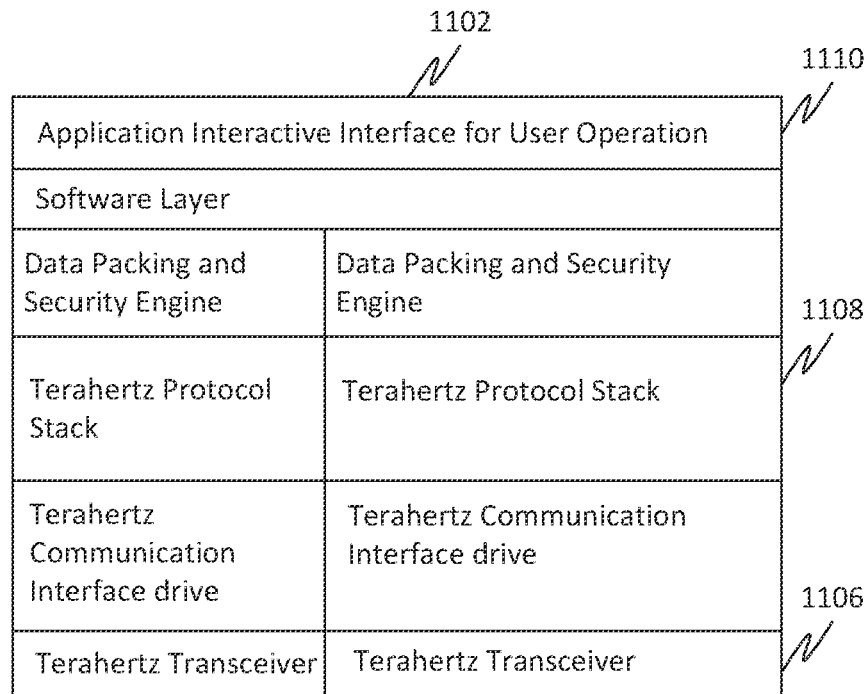 1102
1110
Application Interactive Interface for User Operation
Software Layer
Data Packing and
Security Engine
Data Packing and Security
Engine
1108
Terahertz Protocol
Stack
Terahertz Protocol Stack
Terahertz
Communication
Interface drive
Terahertz Communication
Interface drive
1106
Terahertz Transceiver
Terahertz Transceiver